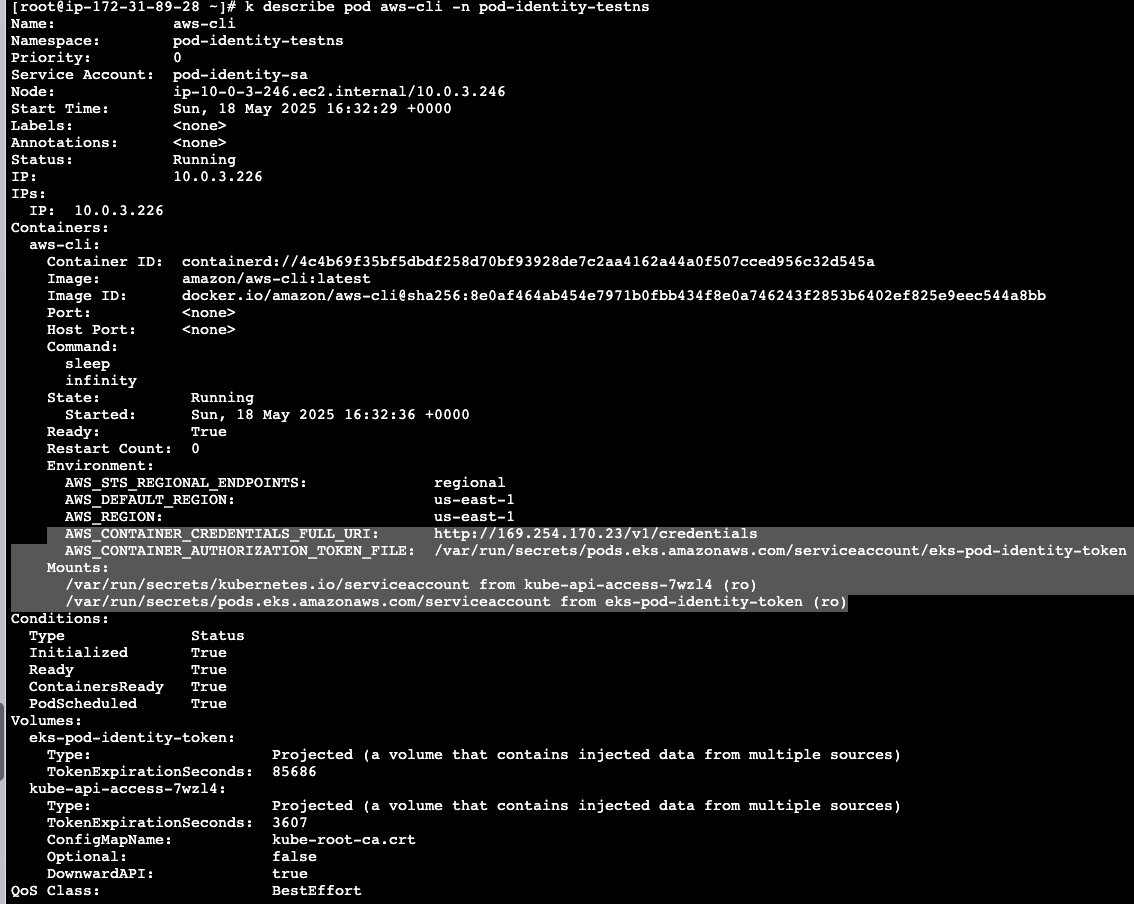 [root@ip-172-31-89-28 ~]# k describe pod aws-cli -n pod-identity-testns
Name:             aws-cli
Namespace:        pod-identity-testns
Priority:         0
Service Account:  pod-identity-sa
Node:             ip-10-0-3-246.ec2.internal/10.0.3.246
Start Time:       Sun, 18 May 2025 16:32:29 +0000
Labels:           <none>
Annotations:      <none>
Status:           Running
IP:               10.0.3.226
IPs:
  IP:  10.0.3.226
Containers:
  aws-cli:
    Container ID:  containerd://4c4b69f35bf5dbdf258d70bf93928de7c2aa4162a44a0f507cced956c32d545a
    Image:         amazon/aws-cli:latest
    Image ID:      docker.io/amazon/aws-cli@sha256:8e0af464ab454e7971b0fbb434f8e0a746243f2853b6402ef825e9eec544a8bb
    Port:          <none>
    Host Port:     <none>
    Command:
      sleep
      infinity
    State:          Running
      Started:      Sun, 18 May 2025 16:32:36 +0000
    Ready:          True
    Restart Count:  0
    Environment:
      AWS_STS_REGIONAL_ENDPOINTS:              regional
      AWS_DEFAULT_REGION:                      us-east-1
      AWS_REGION:                              us-east-1
      AWS_CONTAINER_CREDENTIALS_FULL_URI:      http://169.254.170.23/v1/credentials
      AWS_CONTAINER_AUTHORIZATION_TOKEN_FILE:  /var/run/secrets/pods.eks.amazonaws.com/serviceaccount/eks-pod-identity-token
    Mounts:
      /var/run/secrets/kubernetes.io/serviceaccount from kube-api-access-7wzl4 (ro)
      /var/run/secrets/pods.eks.amazonaws.com/serviceaccount from eks-pod-identity-token (ro)
Conditions:
  Type              Status
  Initialized       True
  Ready             True
  ContainersReady   True
  PodScheduled      True
Volumes:
  eks-pod-identity-token:
    Type:                    Projected (a volume that contains injected data from multiple sources)
    TokenExpirationSeconds:  85686
  kube-api-access-7wzl4:
    Type:                    Projected (a volume that contains injected data from multiple sources)
    TokenExpirationSeconds:  3607
    ConfigMapName:           kube-root-ca.crt
    Optional:                false
    DownwardAPI:             true
QoS Class:                   BestEffort